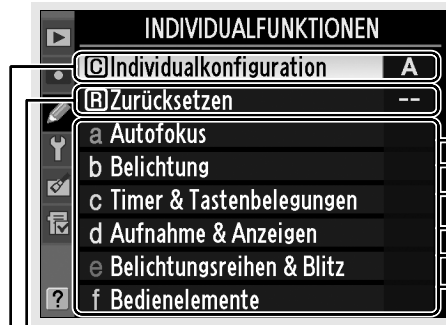 INDIVIDUALFUNKTIONEN
C Individualkonfiguration A
R Zurücksetzen --
a Autofokus
b Belichtung
c Timer & Tastenbelegungen
d Aufnahme & Anzeigen
e Belichtungsreihen & Blitz
? f Bedienelemente